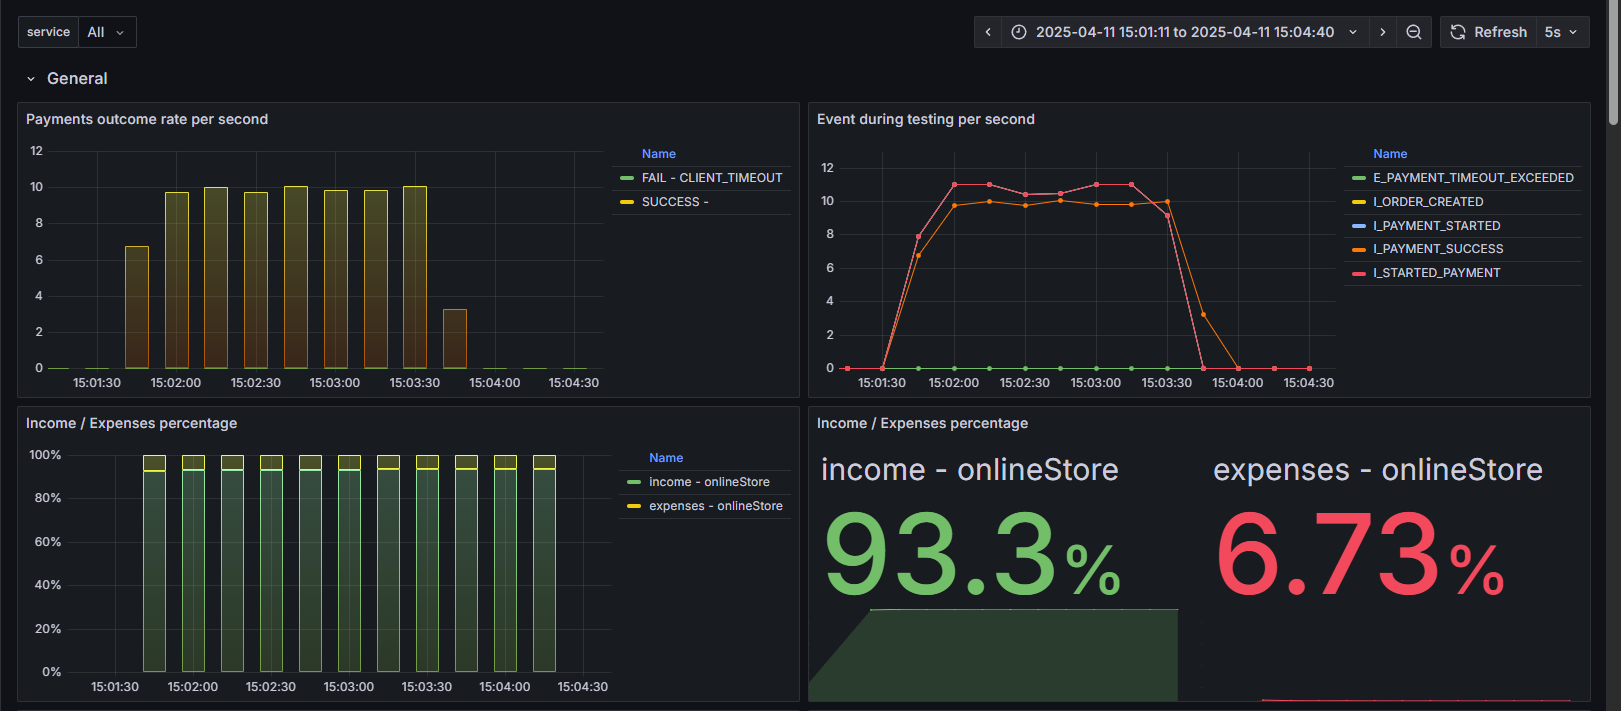 service All
2025-04-11 15:01:11 to 2025-04-11 15:04:40
Refresh 5s
General
Payments outcome rate per second
12
10
8
6
4
2
0
15:01:30 15:02:00 15:02:30 15:03:00 15:03:30 15:04:00 15:04:30
Name
FAIL - CLIENT_TIMEOUT
SUCCESS -
Event during testing per second
12
10
8
6
4
2
0
15:01:30 15:02:00 15:02:30 15:03:00 15:03:30 15:04:00 15:04:30
Name
E_PAYMENT_TIMEOUT_EXCEEDED
I_ORDER_CREATED
I_PAYMENT_STARTED
I_PAYMENT_SUCCESS
I_STARTED_PAYMENT
Income / Expenses percentage
100%
80%
60%
40%
20%
0%
15:01:30 15:02:00 15:02:30 15:03:00 15:03:30 15:04:00 15:04:30
Name
income - onlineStore
expenses - onlineStore
Income / Expenses percentage
income - onlineStore
93.3%
expenses - onlineStore
6.73%